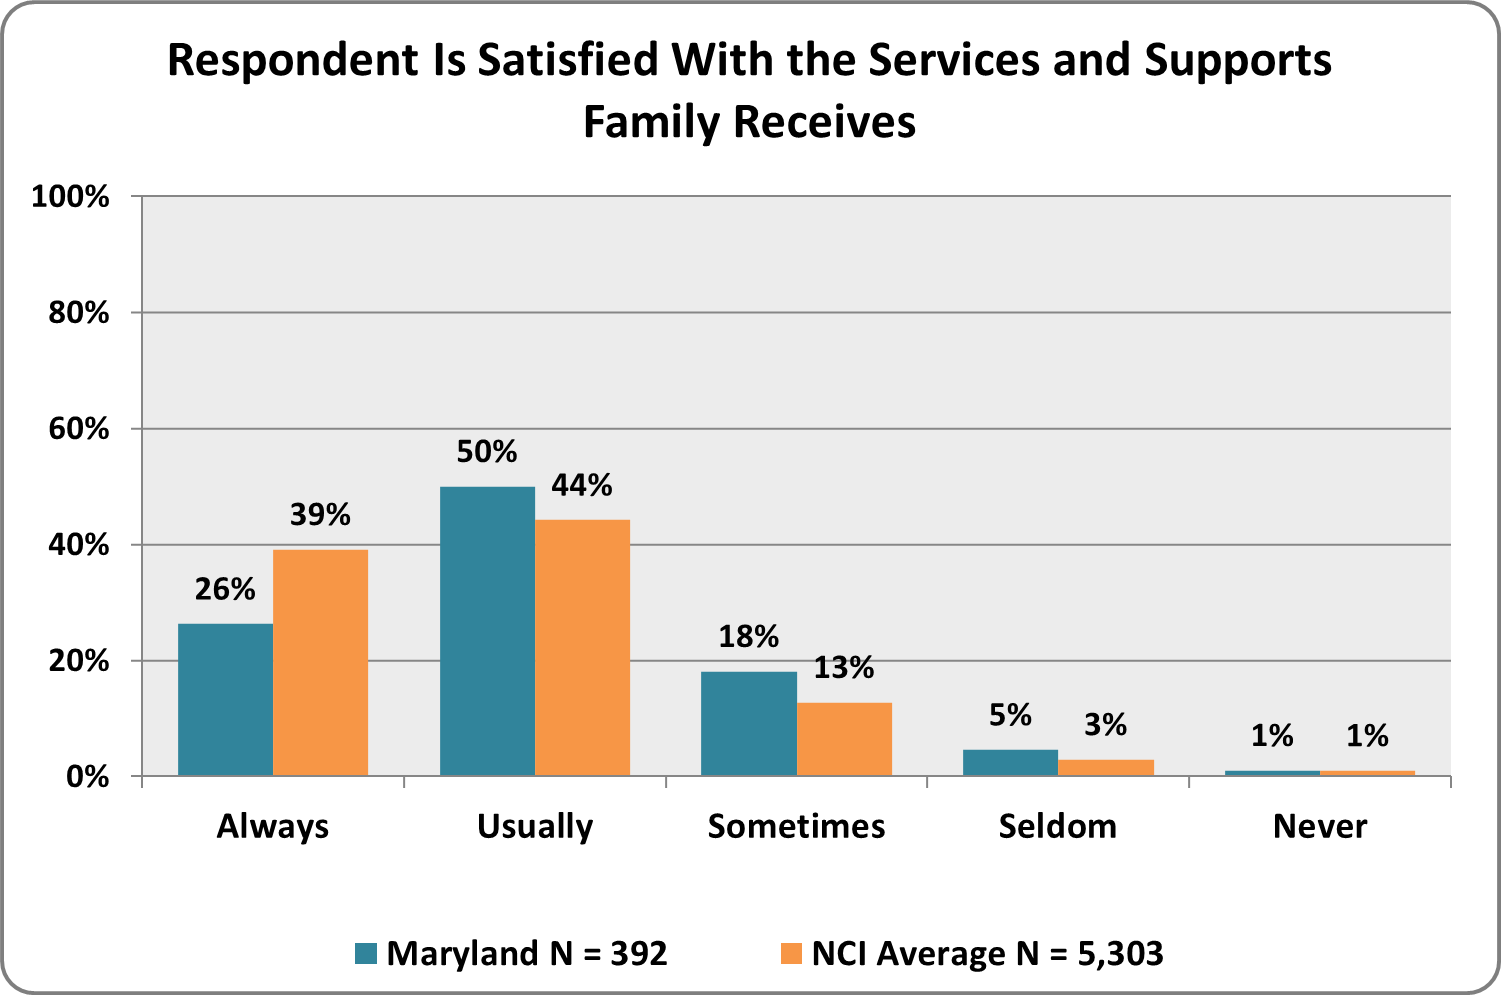 Respondent Is Satisfied With the Services and Supports
Family Receives
100%
80%
60%
40%
20%
0%
26%
39%
50%
44%
18%
13%
5%
3%
1%
1%
Always
Usually
Sometimes
Seldom
Never
Maryland N = 392
NCI Average N = 5,303